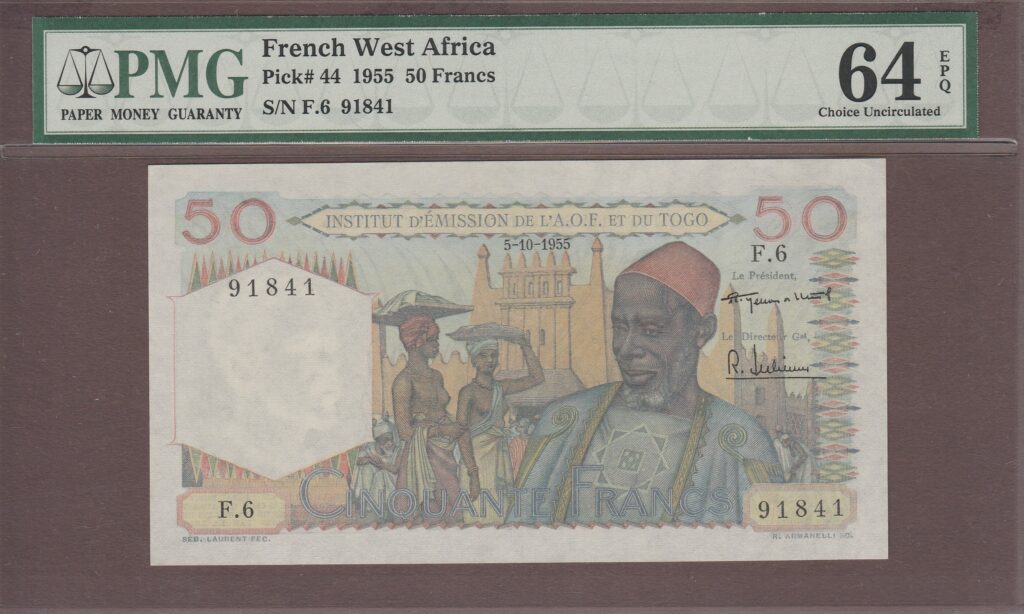 PMG
PAPER MONEY GUARANTY
French West Africa
Pick# 44 1955 50 Francs
S/N F.6 91841
64 EPQ
Choice Uncirculated
50
INSTITUT D'ÉMISSION DE L'A.O.F. ET DU TOGO
50
5-10-1955
F.6
91841
Le Président,
Le Directeur Gal,
CINQUANTE FRANCS
F.6
91841
SÉB. LAURENT FEC.
R. ARMANELLI SC.